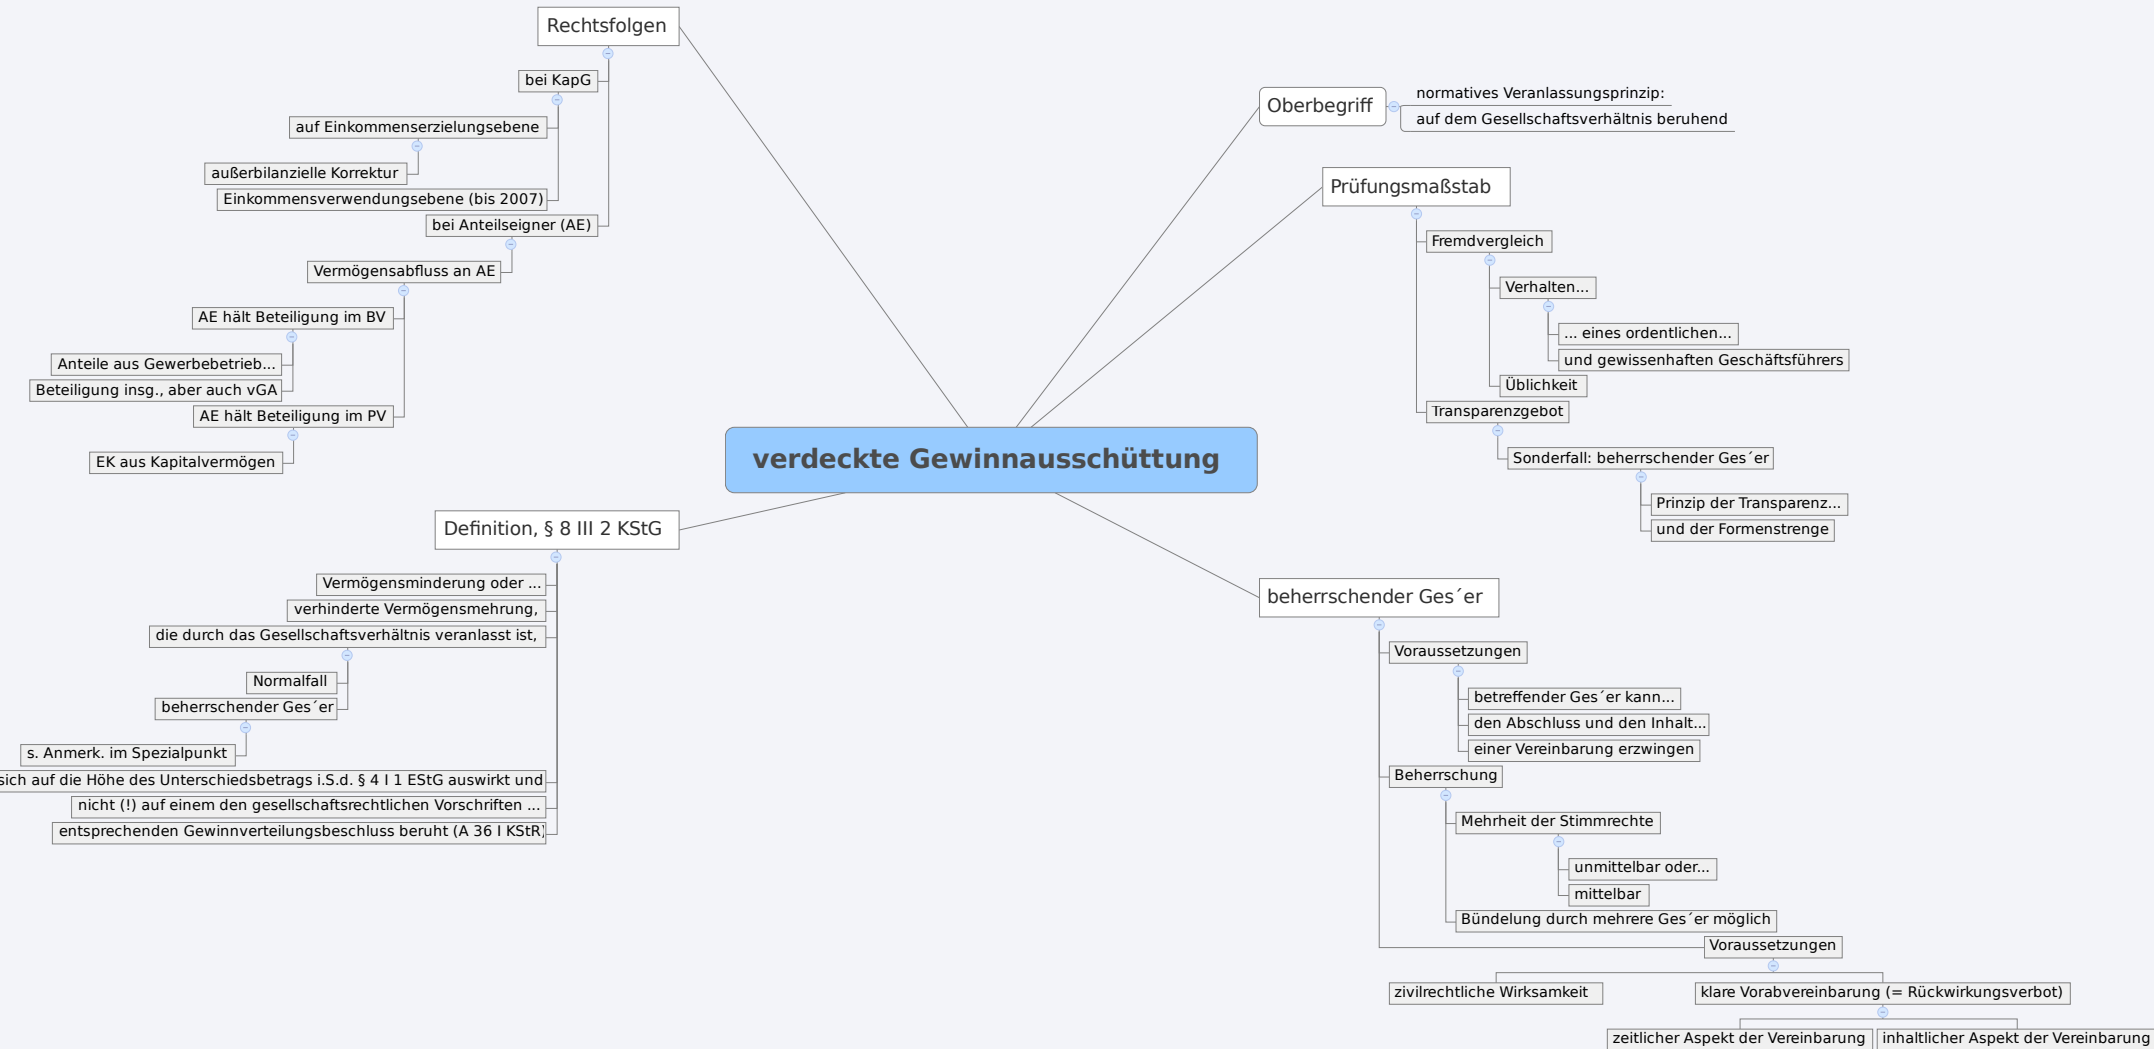 Rechtsfolgen
bei KapG
auf Einkommenserzielungsebene
außerbilanzielle Korrektur
Einkommensverwendungsebene (bis 2007)
bei Anteilseigner (AE)
Vermögensabfluss an AE
AE hält Beteiligung im BV
Anteile aus Gewerbebetrieb...
Beteiligung insg., aber auch vGA
AE hält Beteiligung im PV
EK aus Kapitalvermögen
Oberbegriff
normatives Veranlassungsprinzip:
auf dem Gesellschaftsverhältnis beruhend
Prüfungsmaßstab
Fremdvergleich
Verhalten...
... eines ordentlichen...
und gewissenhaften Geschäftsführers
Üblichkeit
Transparenzgebot
Sonderfall: beherrschender Ges´er
Prinzip der Transparenz...
und der Formenstrenge
verdeckte Gewinnausschüttung
Definition, § 8 III 2 KStG
Vermögensminderung oder ...
verhinderte Vermögensmehrung,
die durch das Gesellschaftsverhältnis veranlasst ist,
Normalfall
beherrschender Ges´er
s. Anmerk. im Spezialpunkt
sich auf die Höhe des Unterschiedsbetrags i.S.d. § 4 I 1 EStG auswirkt und
nicht (!) auf einem den gesellschaftsrechtlichen Vorschriften ...
entsprechenden Gewinnverteilungsbeschluss beruht (A 36 I KStR)
beherrschender Ges´er
Voraussetzungen
betreffender Ges´er kann...
den Abschluss und den Inhalt...
einer Vereinbarung erzwingen
Beherrschung
Mehrheit der Stimmrechte
unmittelbar oder...
mittelbar
Bündelung durch mehrere Ges´er möglich
Voraussetzungen
zivilrechtliche Wirksamkeit
klare Vorabvereinbarung (= Rückwirkungsverbot)
zeitlicher Aspekt der Vereinbarung
inhaltlicher Aspekt der Vereinbarung